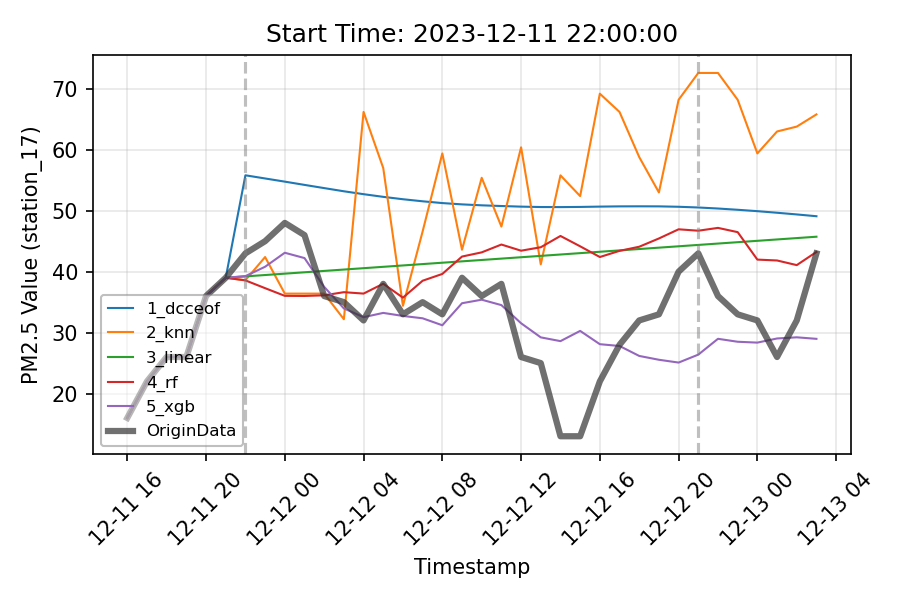 Start Time: 2023-12-11 22:00:00
PM2.5 Value (station_17)
70
60
50
40
30
20
1_dcceof
2_knn
3_linear
4_rf
5_xgb
OriginData
12-11 16
12-11 20
12-12 00
12-12 04
12-12 08
12-12 12
12-12 16
12-12 20
12-13 00
12-13 04
Timestamp